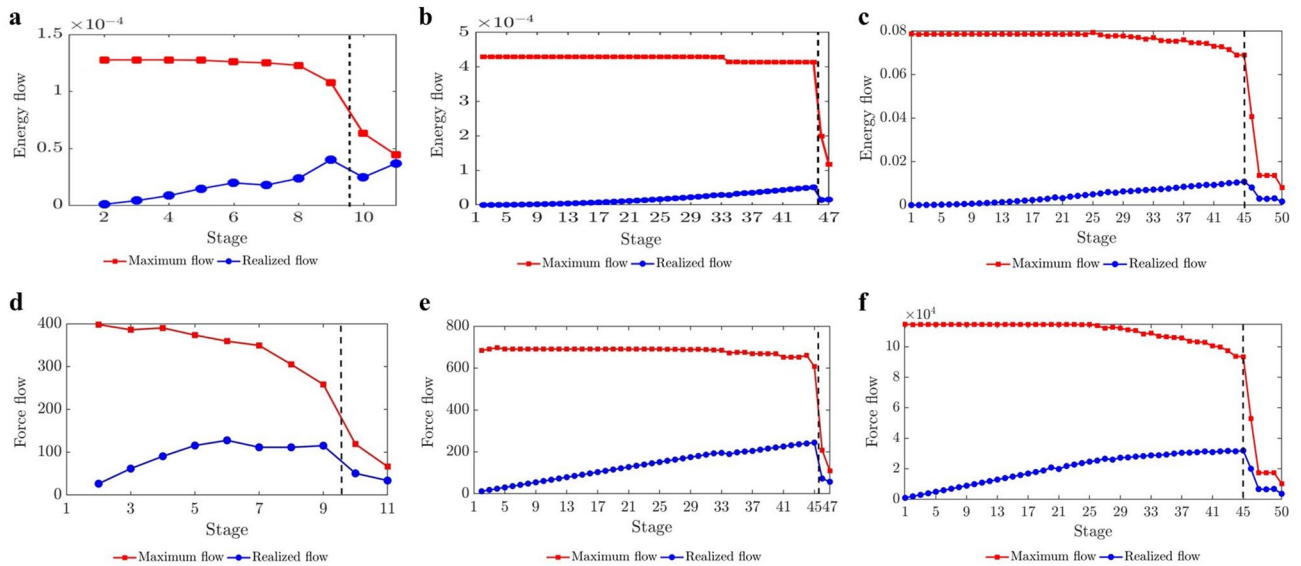 a
×10−4
Energy flow
1.5
1
0.5
0
2 4 6 8 10
Stage
Maximum flow Realized flow
b
×10−4
Energy flow
5
4
3
2
1
0
1 5 9 13 17 21 25 29 33 37 41 47
Stage
Maximum flow Realized flow
c
Energy flow
0.08
0.06
0.04
0.02
0
1 5 9 13 17 21 25 29 33 37 41 45 50
Stage
Maximum flow Realized flow
d
Force flow
400
300
200
100
0
1 3 5 7 9 11
Stage
Maximum flow Realized flow
e
Force flow
800
600
400
200
0
1 5 9 13 17 21 25 29 33 37 41 4547
Stage
Maximum flow Realized flow
f
×104
Force flow
10
8
6
4
2
0
1 5 9 13 17 21 25 29 33 37 41 45 50
Stage
Maximum flow Realized flow